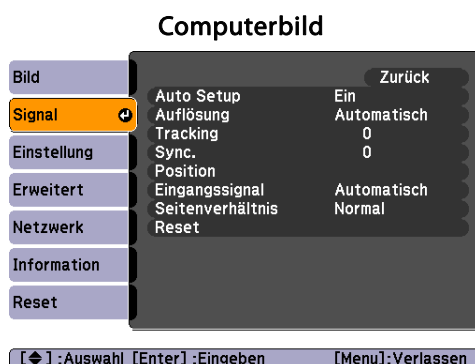 Computerbild
Bild
Signal
Einstellung
Erweitert
Netzwerk
Information
Reset
Zurück
Auto Setup Ein
Auflösung Automatisch
Tracking 0
Sync. 0
Position
Eingangssignal Automatisch
Seitenverhältnis Normal
Reset
[◆] :Auswahl [Enter] :Eingeben [Menu]:Verlassen